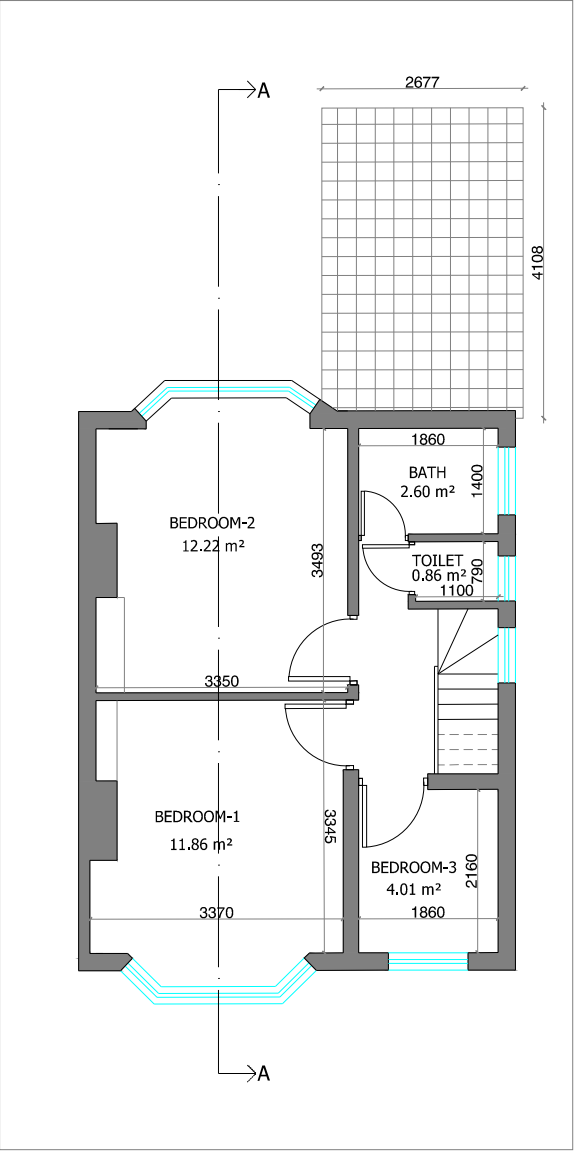 2677
A
4108
1860
BATH
2.60 m²
1400
BEDROOM-2
12.22 m²
3493
TOILET
0.86 m²
790
1100
3350
BEDROOM-1
11.86 m²
3345
BEDROOM-3
4.01 m²
2160
3370
1860
A